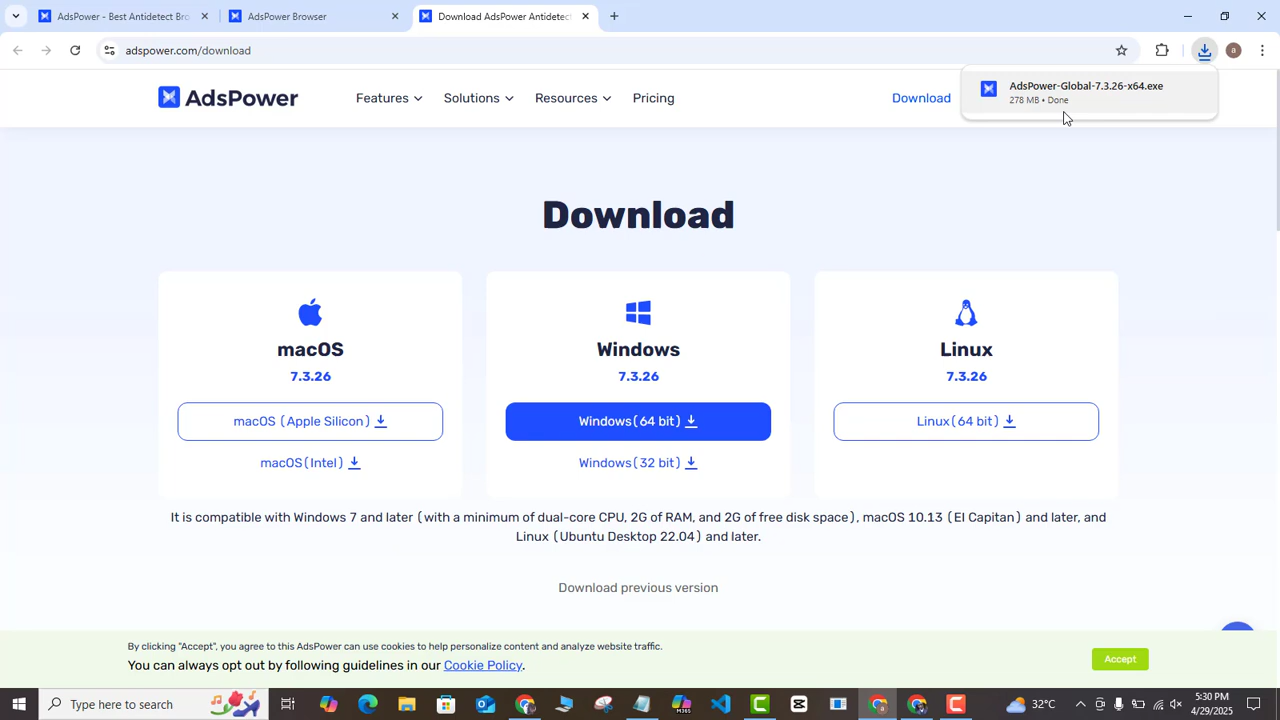 AdsPower - Best Antidetect Bro
AdsPower Browser
Download AdsPower Antidetect
adspower.com/download
a
AdsPower-Global-7.3.26-x64.exe
278 MB • Done
AdsPower
Features
Solutions
Resources
Pricing
Download
Download
macOS
7.3.26
macOS (Apple Silicon)
macOS(Intel)
Windows
7.3.26
Windows(64 bit)
Windows(32 bit)
Linux
7.3.26
Linux(64 bit)
It is compatible with Windows 7 and later (with a minimum of dual-core CPU, 2G of RAM, and 2G of free disk space), macOS 10.13 (EI Capitan) and later, and
Linux (Ubuntu Desktop 22.04) and later.
Download previous version
By clicking "Accept", you agree to this AdsPower can use cookies to help personalize content and analyze website traffic.
You can always opt out by following guidelines in our Cookie Policy.
Accept
Type here to search
M365
32°C
5:30 PM
4/29/2025